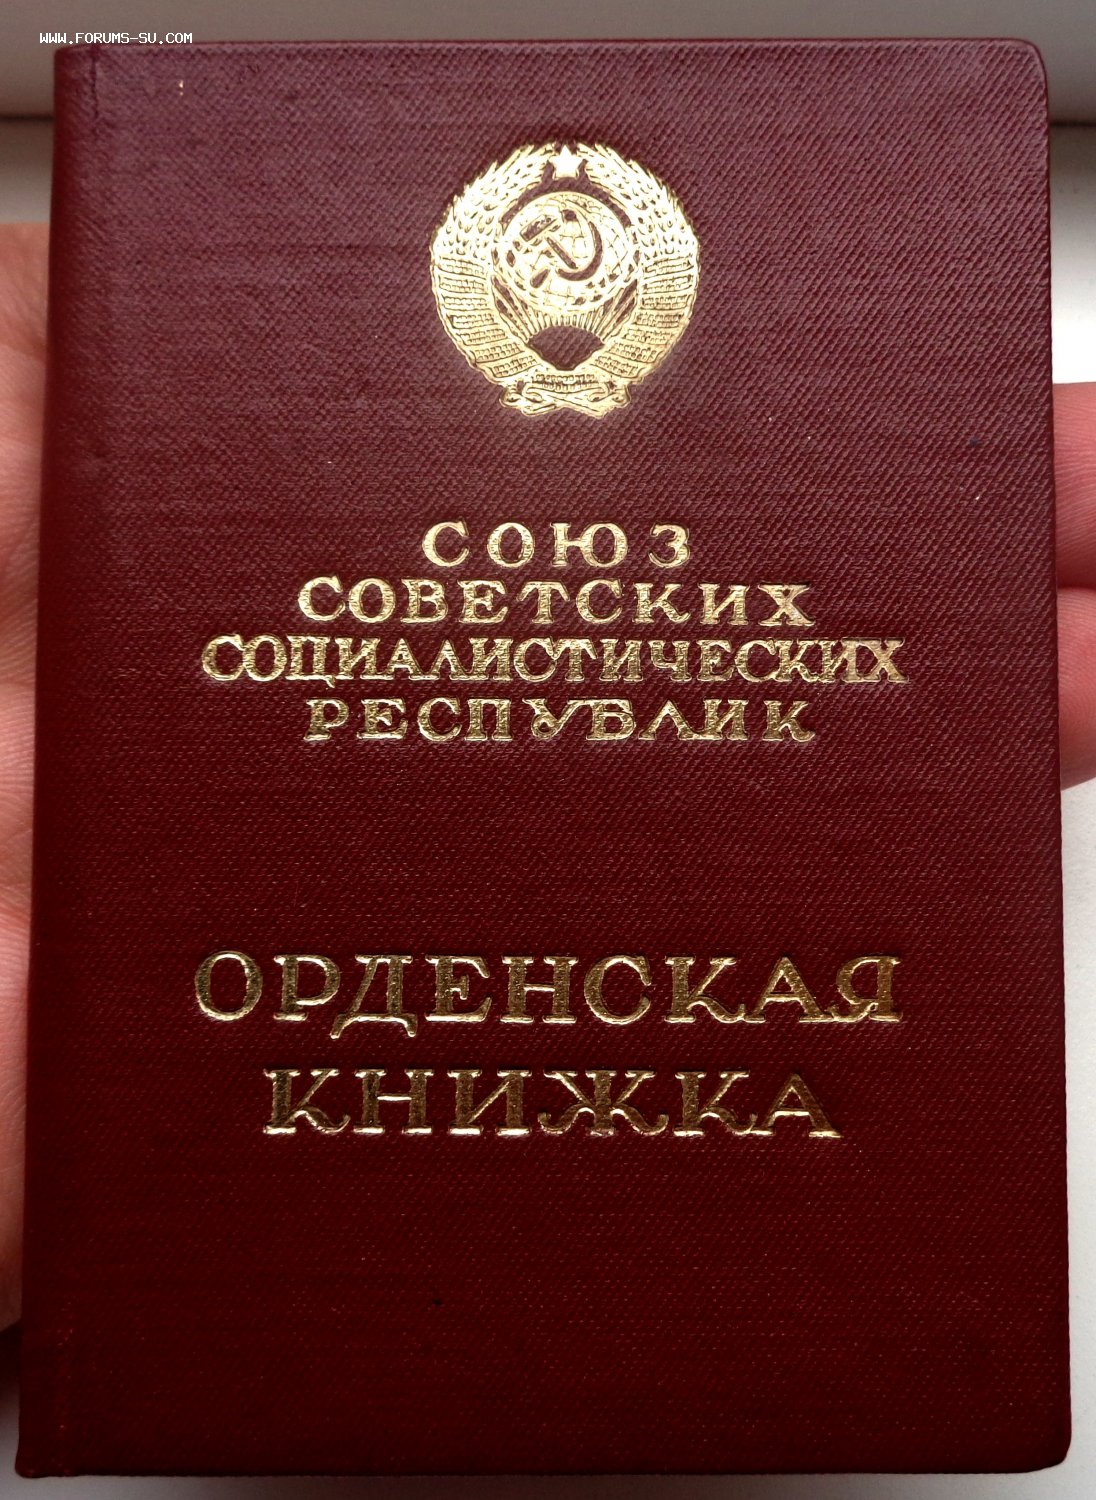 www.forums-su.com
СОЮЗ
СОВЕТСКИХ
СОЦИАЛИСТИЧЕСКИХ
РЕСПУБЛИК
ОРДЕНСКАЯ
КНИЖКА